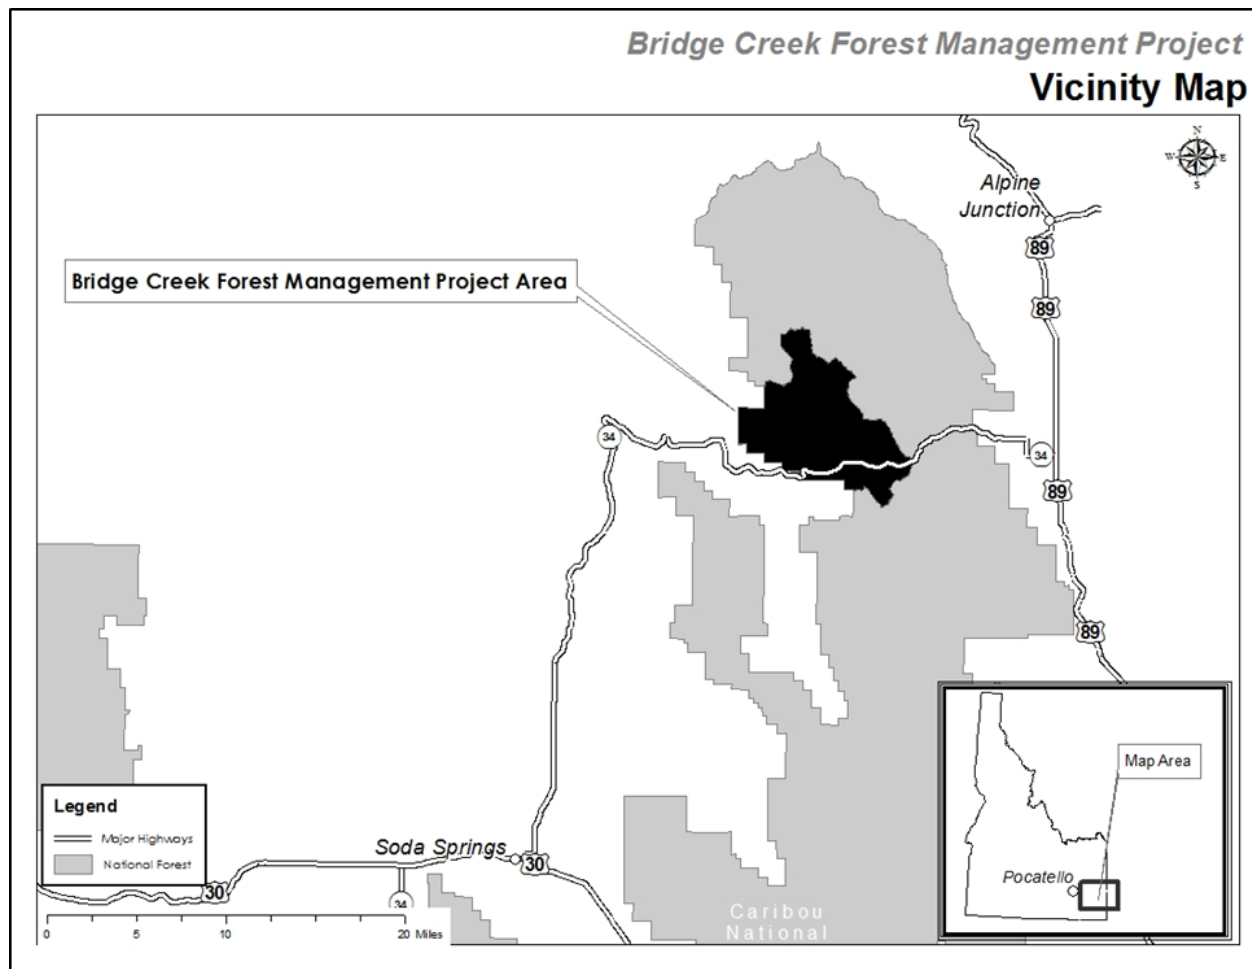 Bridge Creek Forest Management Project
Vicinity Map
N
W E
S
Alpine
Junction
89
Bridge Creek Forest Management Project Area
89
34
34
89
89
Map Area
Legend
Major Highways
National Forest
Soda Springs
30
30
34
Pocatello
Caribou
National
0 5 10 20 Miles